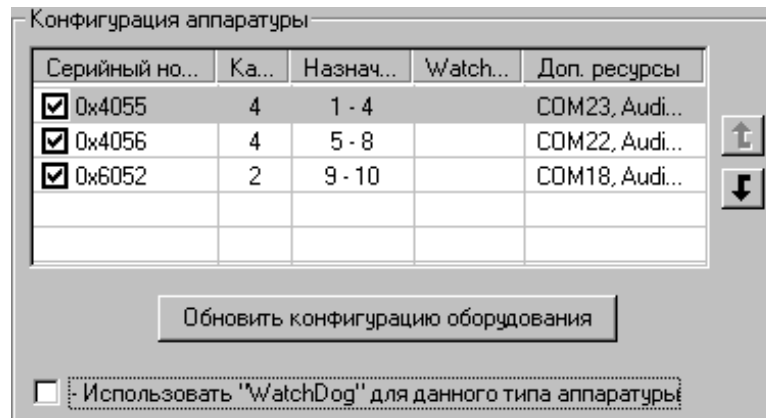 Конфигурация аппаратуры
Серийный но... Ка... Назнач... Watch... Доп. ресурсы
0x4055 4 1 - 4 COM23, Audi...
0x4056 4 5 - 8 COM22, Audi...
0x6052 2 9 - 10 COM18, Audi...
Обновить конфигурацию оборудования
- Использовать "WatchDog" для данного типа аппаратуры